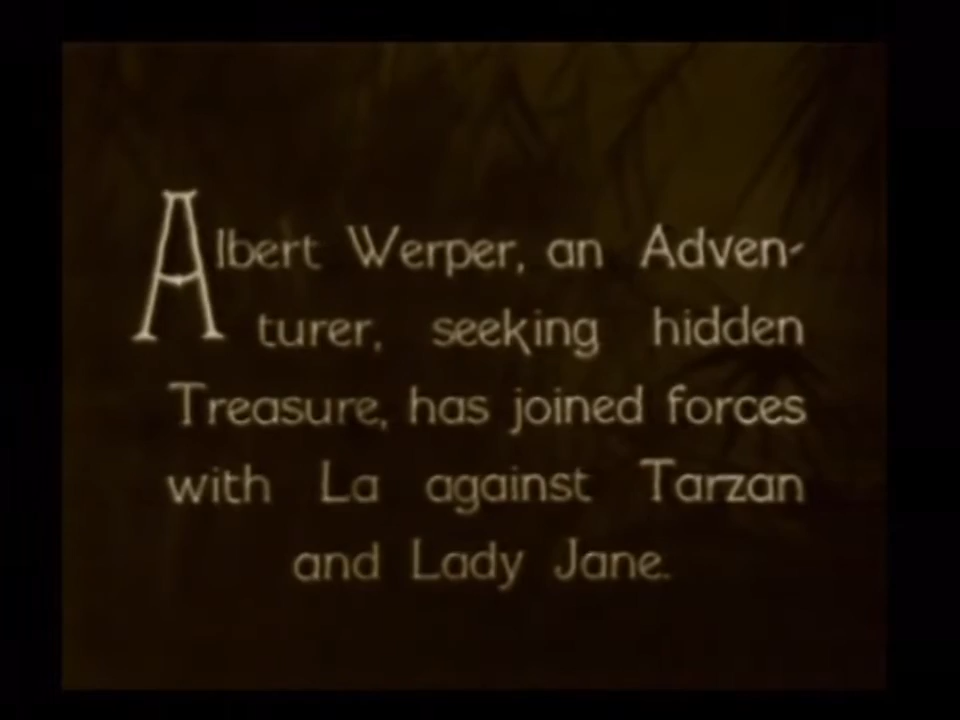 Albert Werper, an Adven-
turer, seeking hidden
Treasure, has joined forces
with La against Tarzan
and Lady Jane.